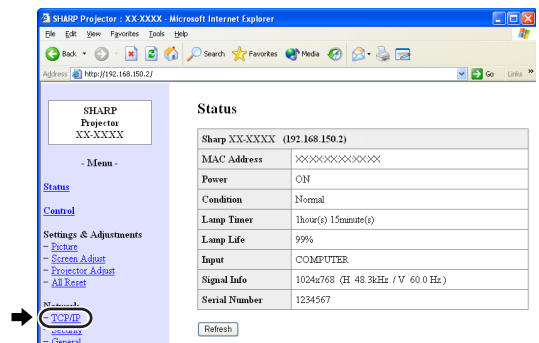 SHARP Projector : XX-XXXX - Microsoft Internet Explorer
File Edit View Favorites Tools Help
Back Search Favorites Media
Address http://192.168.150.2/ Go Links »
SHARP
Projector
XX-XXXX
- Menu -
Status
Control
Settings & Adjustments
– Picture
– Screen Adjust
– Projector Adjust
– All Reset
Network
– TCP/IP
– Security
– General
Status
Sharp XX-XXXX (192.168.150.2)
MAC Address XXXXXXXXXXXX
Power ON
Condition Normal
Lamp Timer 1hour(s) 15minute(s)
Lamp Life 99%
Input COMPUTER
Signal Info 1024x768 (H 48.3kHz / V 60.0 Hz )
Serial Number 1234567
Refresh